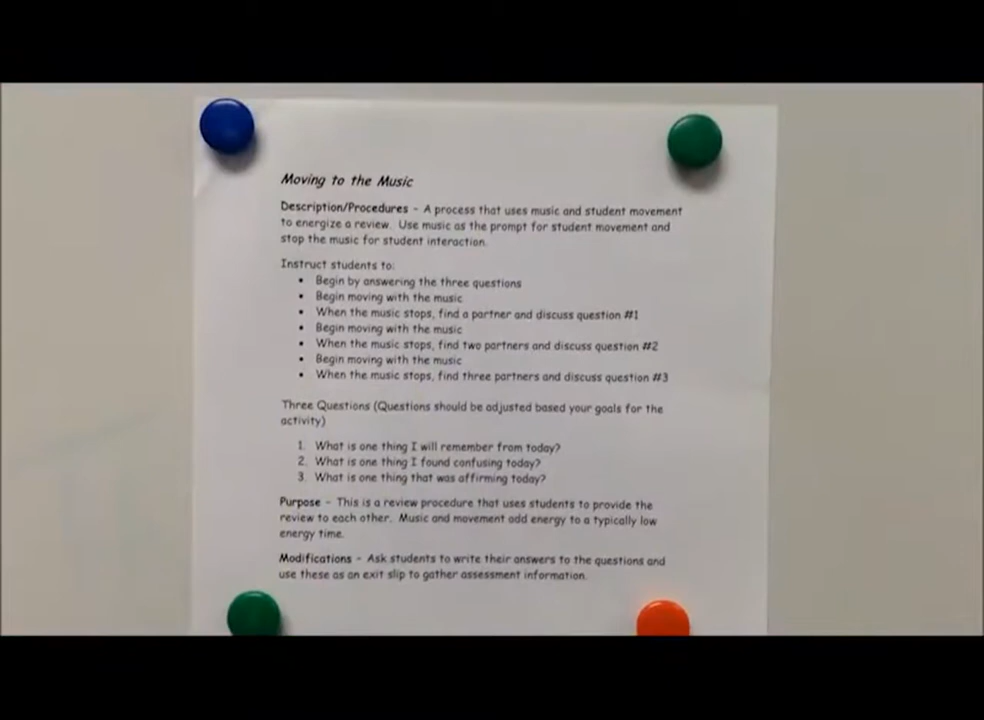 Moving to the Music
Description/Procedures – A process that uses music and student movement
to energize a review. Use music as the prompt for student movement and
stop the music for student interaction.
Instruct students to:
• Begin by answering the three questions
• Begin moving with the music
• When the music stops, find a partner and discuss question #1
• Begin moving with the music
• When the music stops, find two partners and discuss question #2
• Begin moving with the music
• When the music stops, find three partners and discuss question #3
Three Questions (Questions should be adjusted based your goals for the
activity)
1. What is one thing I will remember from today?
2. What is one thing I found confusing today?
3. What is one thing that was affirming today?
Purpose – This is a review procedure that uses students to provide the
review to each other. Music and movement add energy to a typically low
energy time.
Modifications – Ask students to write their answers to the questions and
use these as an exit slip to gather assessment information.